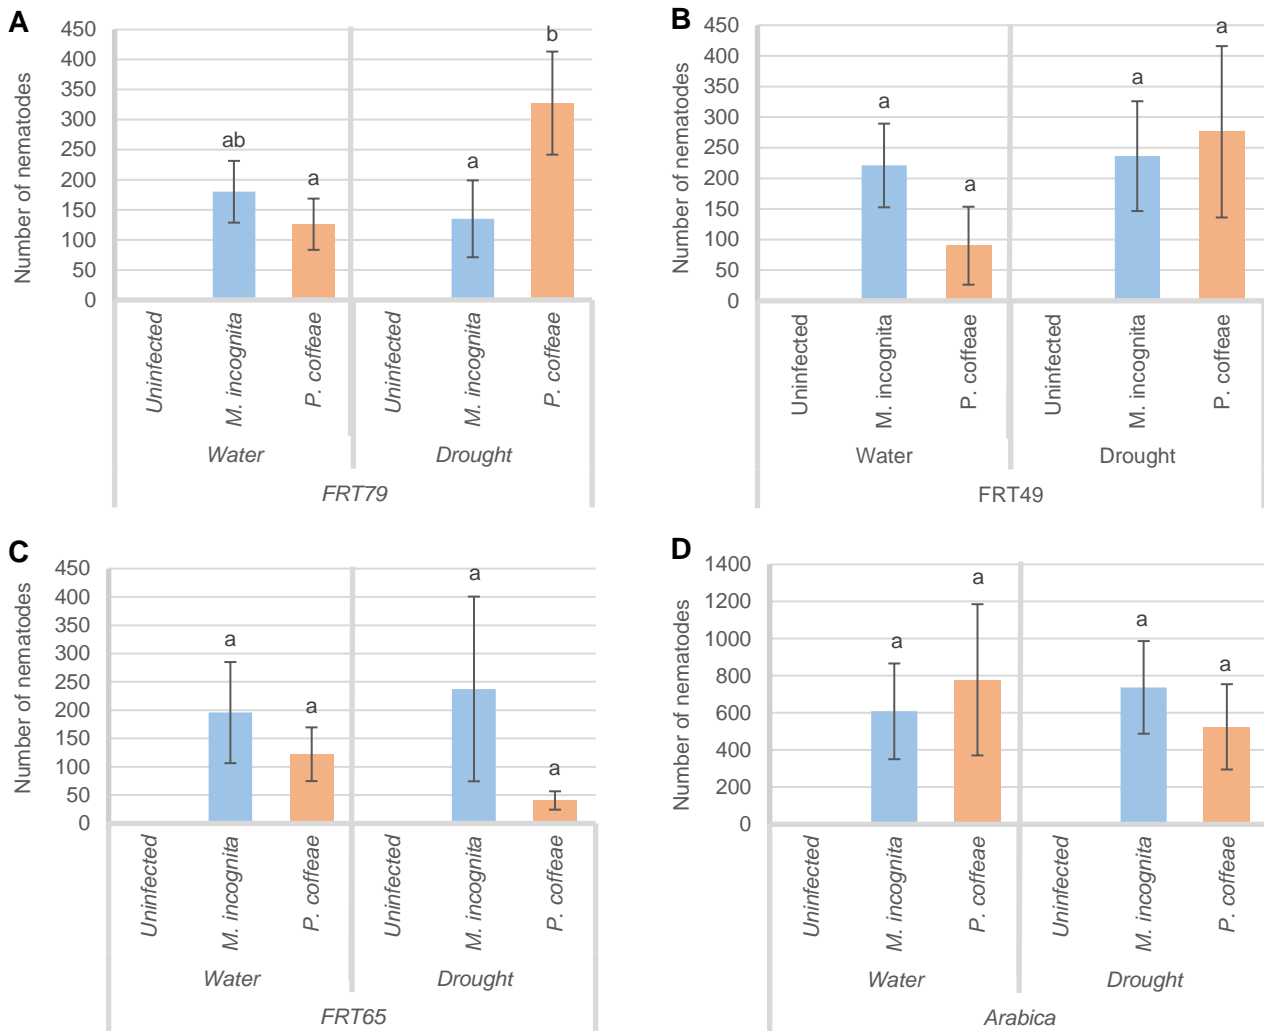 A
Number of nematodes
450
400
350
300
250
200
150
100
50
0
ab
a
a
b
Uninfected
M. incognita
P. coffeae
Uninfected
M. incognita
P. coffeae
Water
Drought
FRT79
B
Number of nematodes
450
400
350
300
250
200
150
100
50
0
a
a
a
a
Uninfected
M. incognita
P. coffeae
Uninfected
M. incognita
P. coffeae
Water
Drought
FRT49
C
Number of nematodes
450
400
350
300
250
200
150
100
50
0
a
a
a
a
Uninfected
M. incognita
P. coffeae
Uninfected
M. incognita
P. coffeae
Water
Drought
FRT65
D
Number of nematodes
1400
1200
1000
800
600
400
200
0
a
a
a
a
Uninfected
M. incognita
P. coffeae
Uninfected
M. incognita
P. coffeae
Water
Drought
Arabica